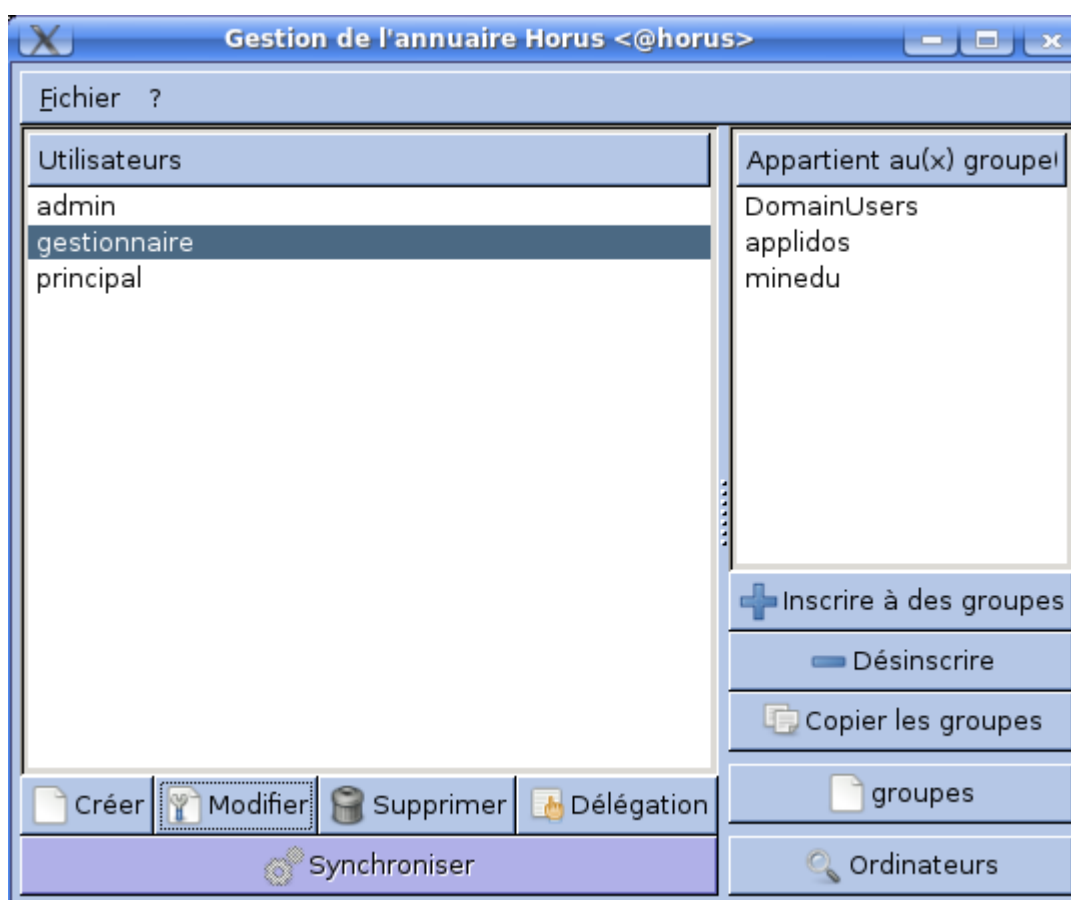 Gestion de l'annuaire Horus <@horus>
Fichier ?
Utilisateurs
admin
gestionnaire
principal
Appartient au(x) groupe(
DomainUsers
applidos
minedu
Inscrire à des groupes
Désinscrire
Copier les groupes
groupes
Ordinateurs
Créer Modifier Supprimer Délégation
Synchroniser